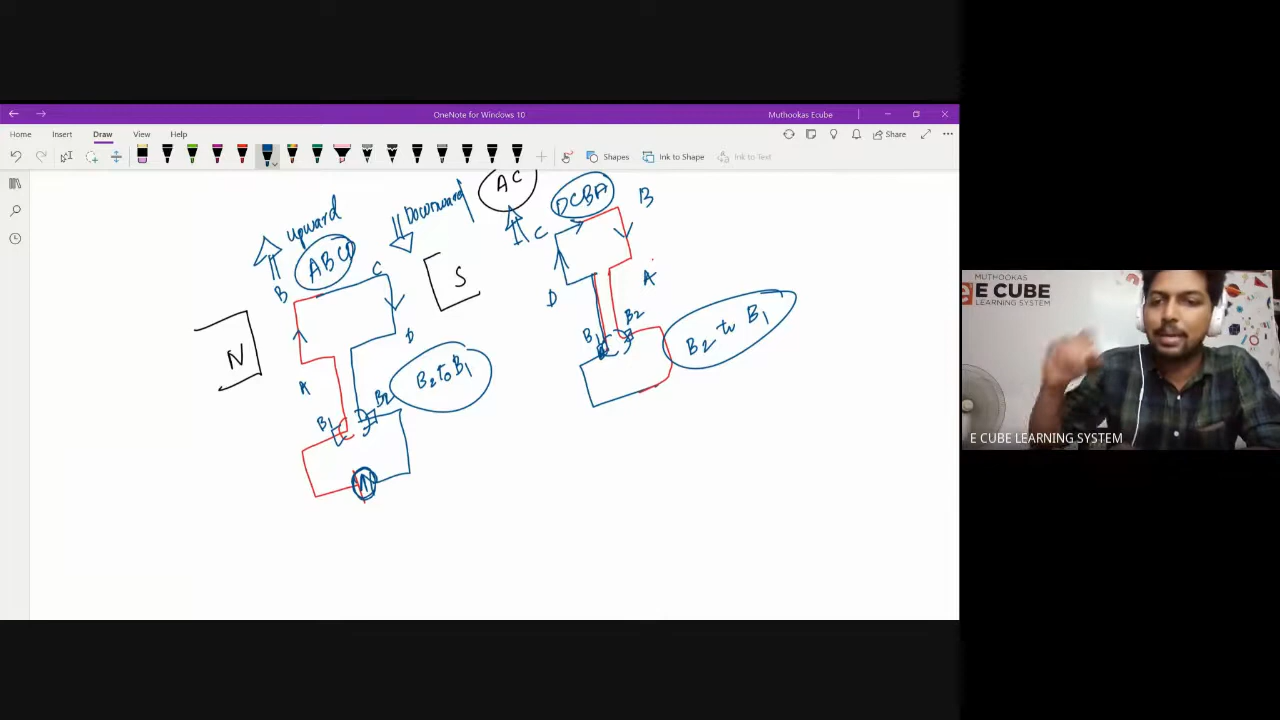 OneNote for Windows 10
Muthookas Ecube
Home Insert Draw View Help
Share
Shapes
Ink to Shape
Ink to Text
AC
upward
Downward
ABCD
DCBA
B
C
N
S
A
D
B1
B2
B2 to B1
C
B
D
A
B1
B2
B2 to B1
MUTHOOKAS
E CUBE
LEARNING SYSTEM
E CUBE LEARNING SYSTEM